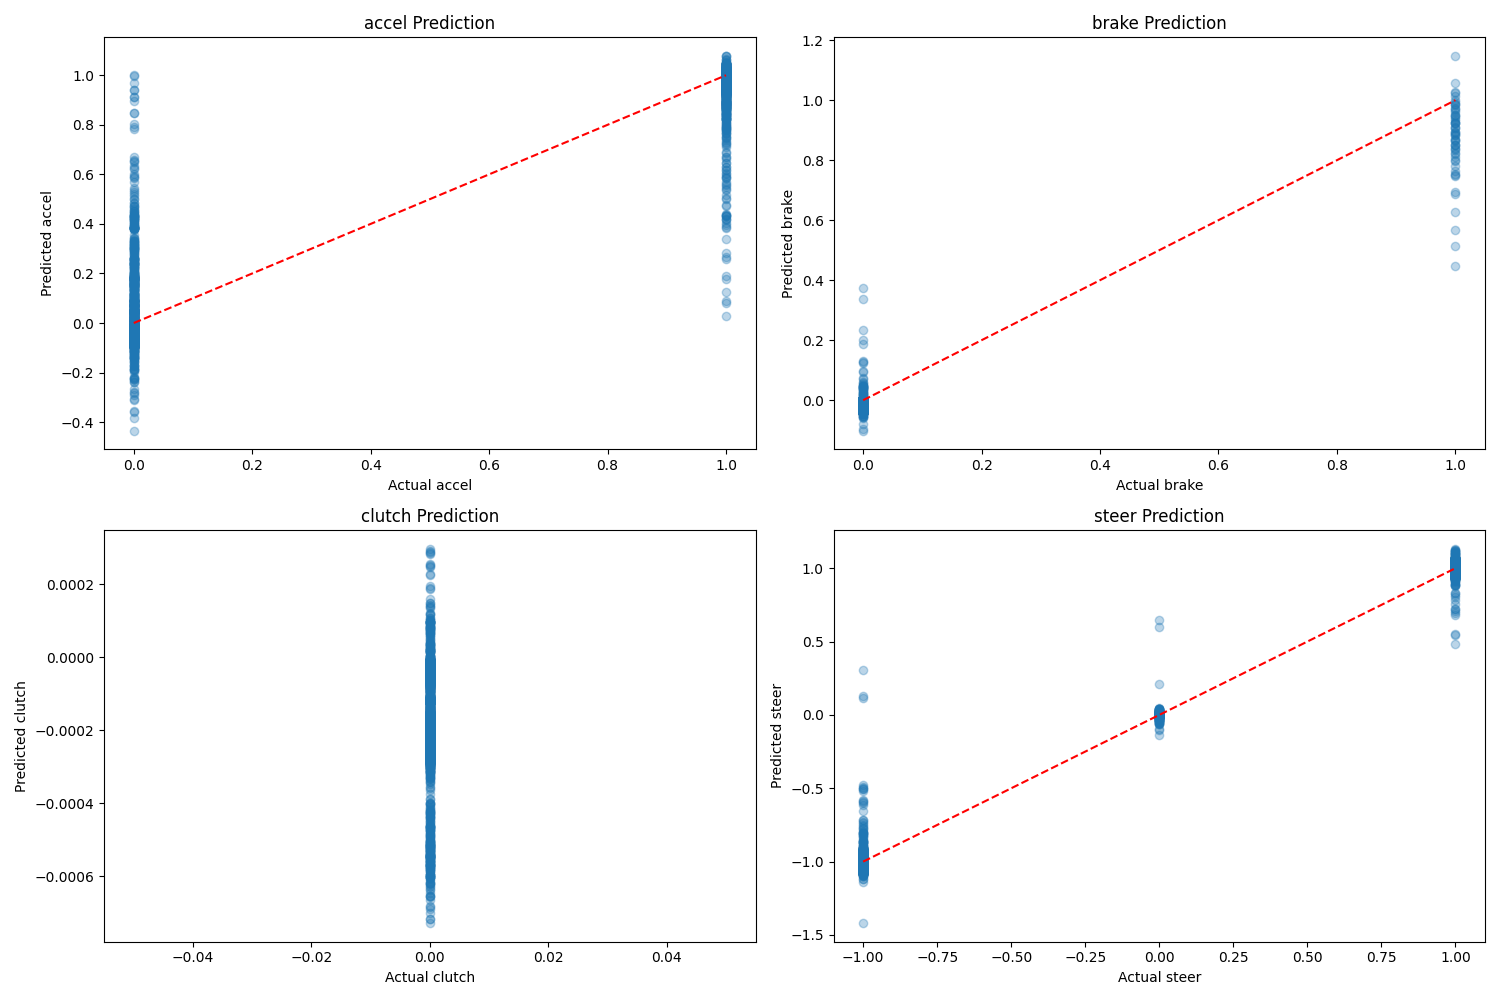 accel Prediction
Predicted accel
1.0
0.8
0.6
0.4
0.2
0.0
−0.2
−0.4
0.0 0.2 0.4 0.6 0.8 1.0
Actual accel
brake Prediction
Predicted brake
1.2
1.0
0.8
0.6
0.4
0.2
0.0
0.0 0.2 0.4 0.6 0.8 1.0
Actual brake
clutch Prediction
Predicted clutch
0.0002
0.0000
−0.0002
−0.0004
−0.0006
−0.04 −0.02 0.00 0.02 0.04
Actual clutch
steer Prediction
Predicted steer
1.0
0.5
0.0
−0.5
−1.0
−1.5
−1.00 −0.75 −0.50 −0.25 0.00 0.25 0.50 0.75 1.00
Actual steer